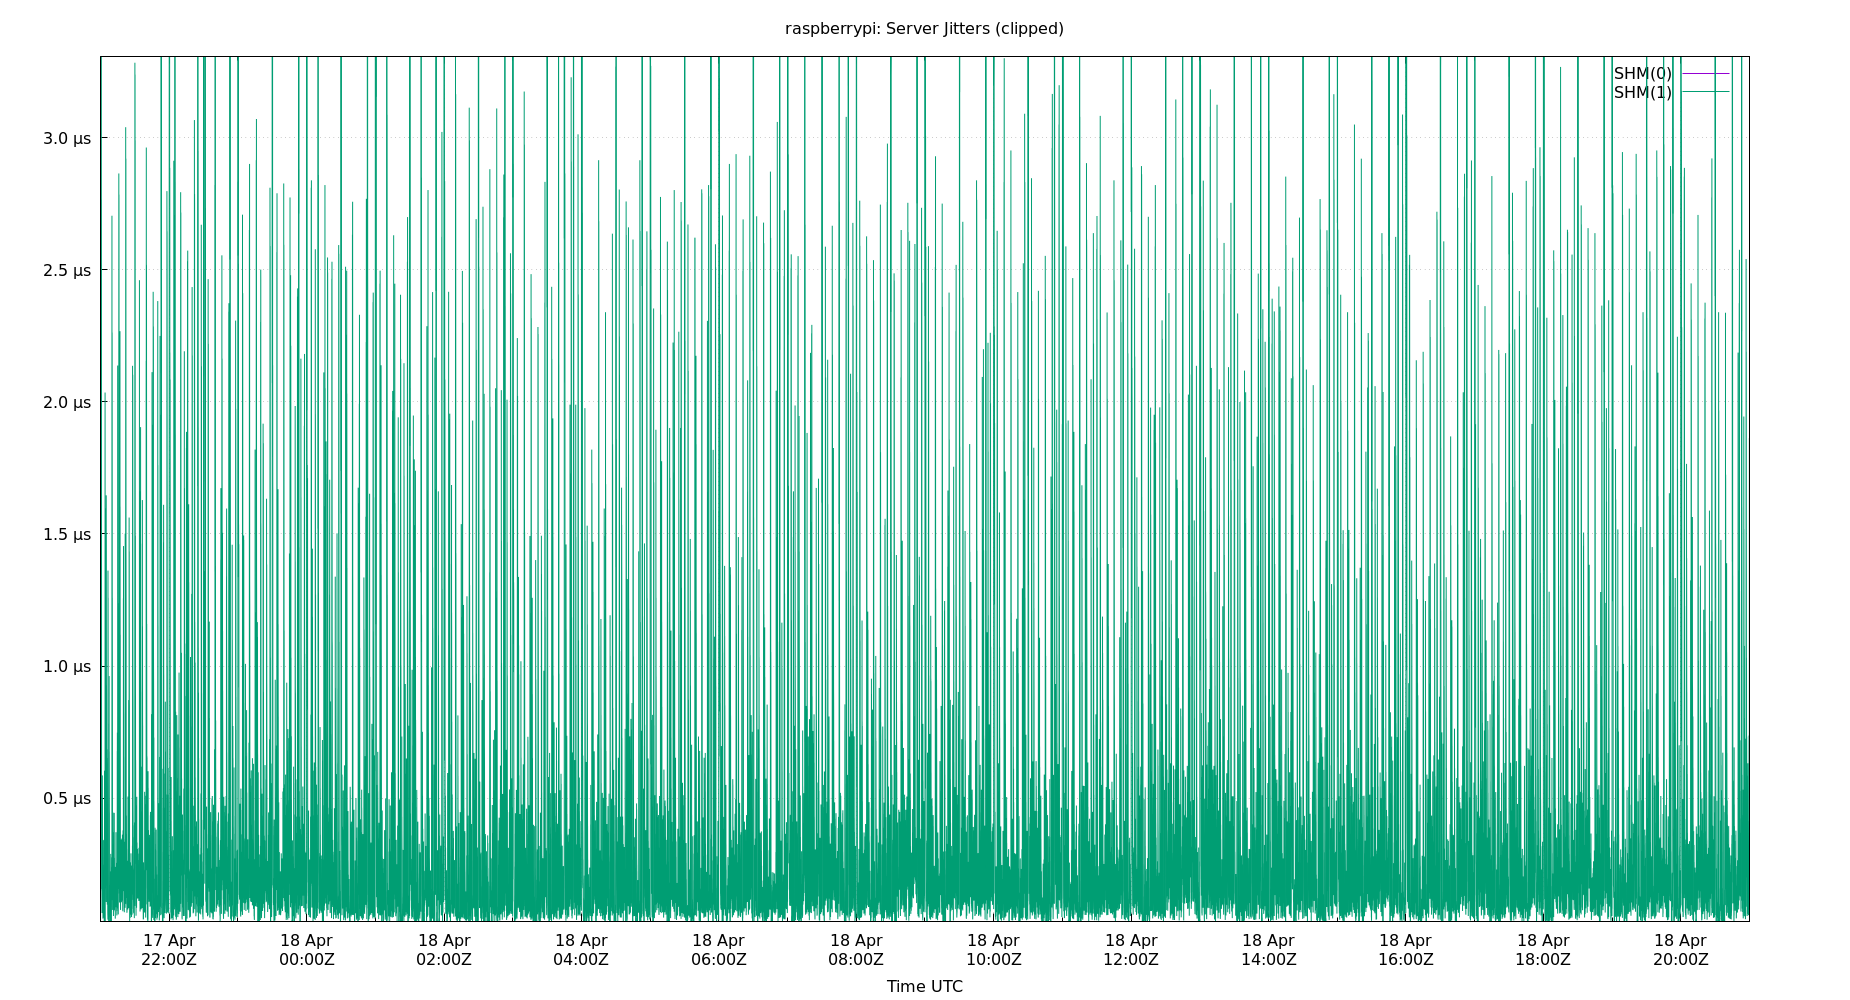 raspberrypi: Server Jitters (clipped)
SHM(0)
SHM(1)
3.0 µs
2.5 µs
2.0 µs
1.5 µs
1.0 µs
0.5 µs
17 Apr 18 Apr 18 Apr 18 Apr 18 Apr 18 Apr 18 Apr 18 Apr 18 Apr 18 Apr 18 Apr 18 Apr
22:00Z 00:00Z 02:00Z 04:00Z 06:00Z 08:00Z 10:00Z 12:00Z 14:00Z 16:00Z 18:00Z 20:00Z
Time UTC